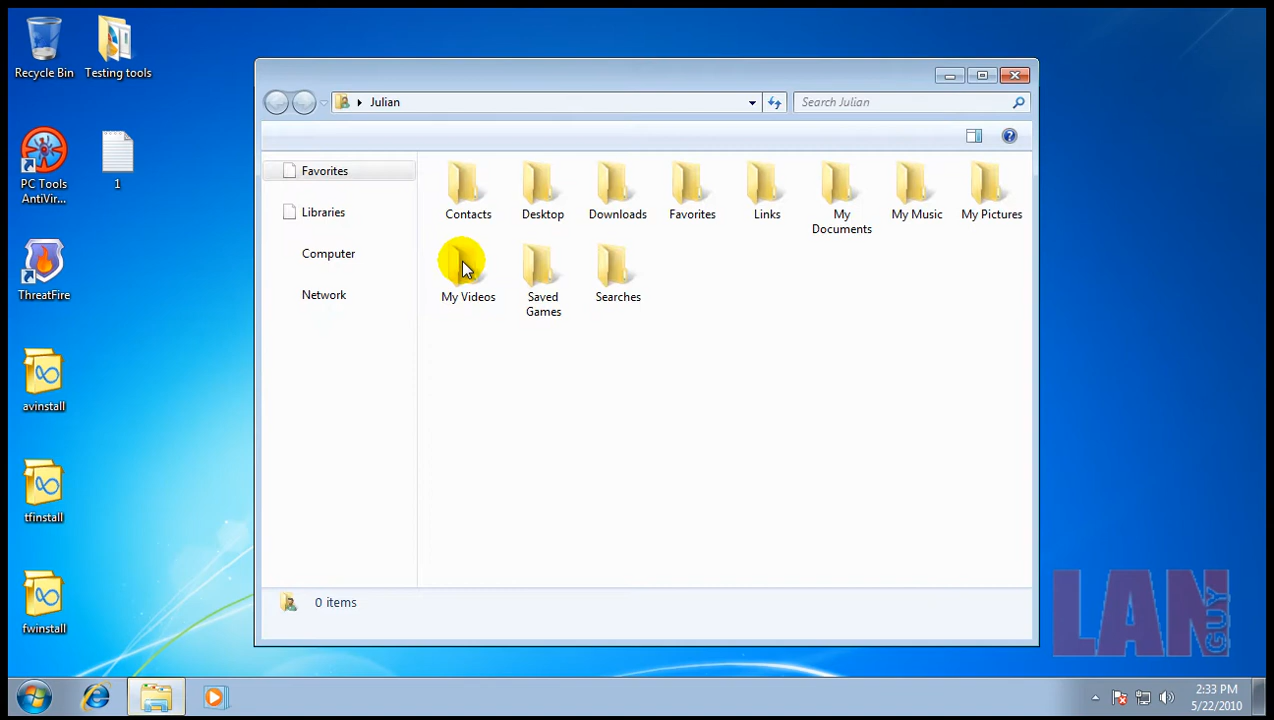 Recycle Bin
Testing tools
PC Tools
AntiVir...
1
ThreatFire
avinstall
tfinstall
fwinstall
Julian
Search Julian
Favorites
Libraries
Computer
Network
Contacts
Desktop
Downloads
Favorites
Links
My
Documents
My Music
My Pictures
My Videos
Saved
Games
Searches
0 items
LAN
GUY
2:33 PM
5/22/2010